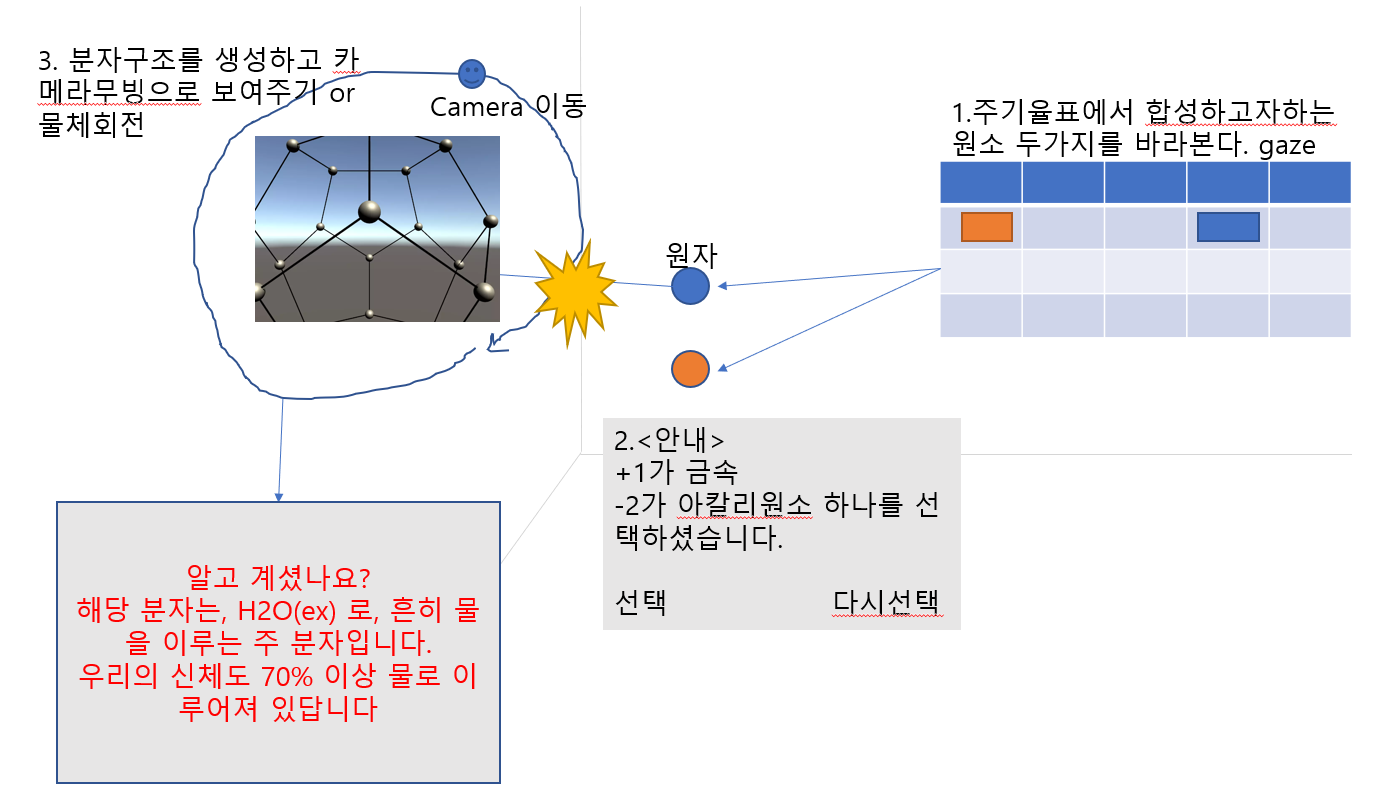 3. 분자구조를 생성하고 카
메라무빙으로 보여주기 or
물체회전
Camera 이동
1.주기율표에서 합성하고자하는
원소 두가지를 바라본다. gaze
원자
2.<안내>
+1가 금속
-2가 아칼리원소 하나를 선
택하셨습니다.
선택 다시선택
알고 계셨나요?
해당 분자는, H2O(ex) 로, 흔히 물
을 이루는 주 분자입니다.
우리의 신체도 70% 이상 물로 이
루어져 있답니다